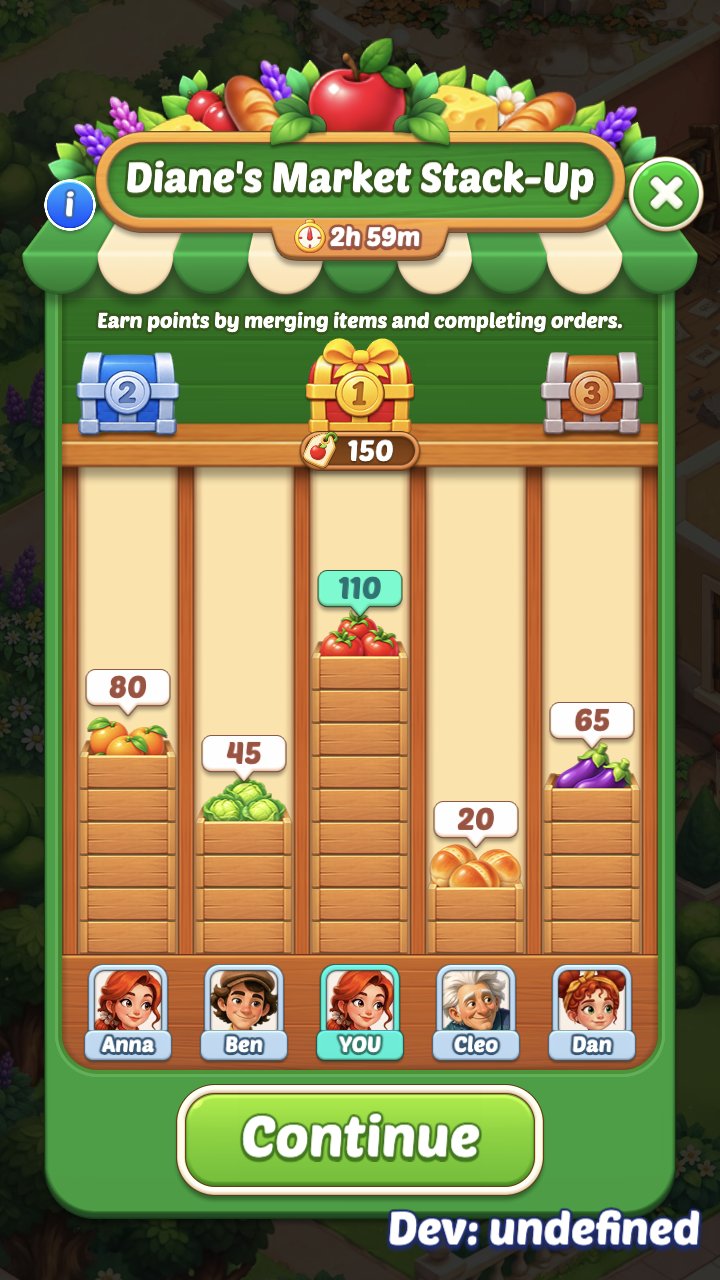 Diane's Market Stack-Up
i
2h 59m
Earn points by merging items and completing orders.
2
1
3
150
110
80
65
45
20
Anna
Ben
YOU
Cleo
Dan
Continue
Dev: undefined